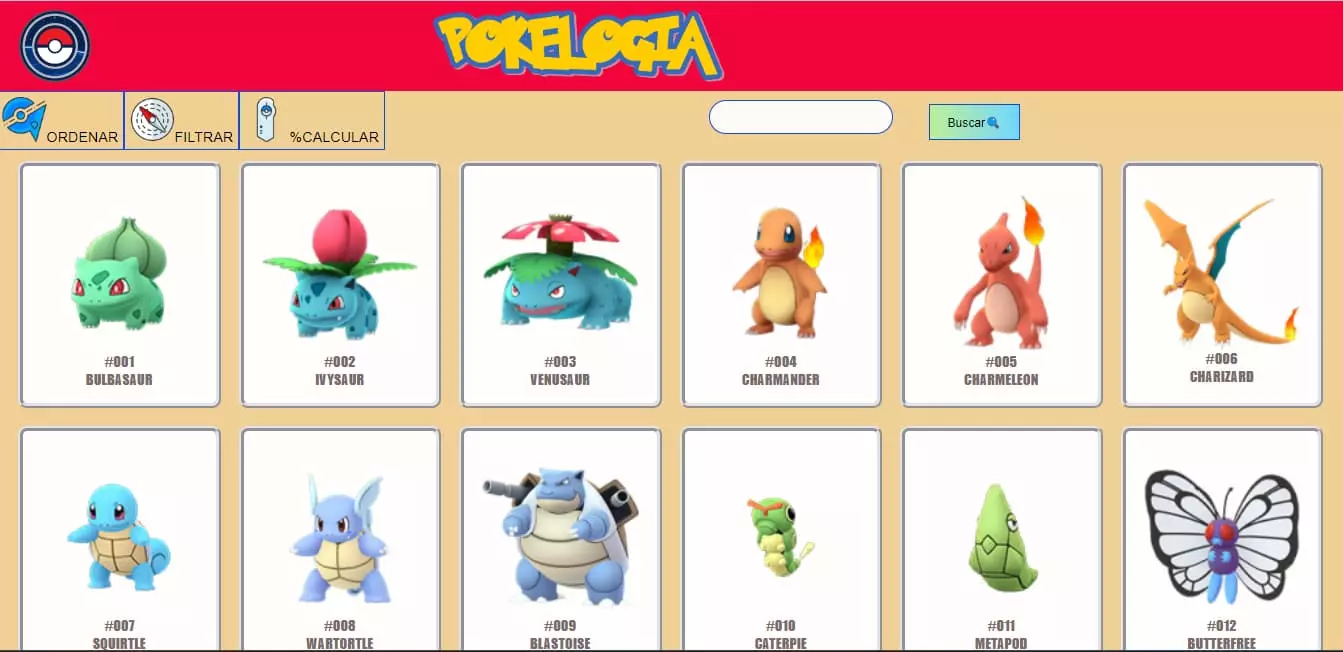 POKELOGIA
ORDENAR
FILTRAR
%CALCULAR
Buscar
#001
BULBASAUR
#002
IVYSAUR
#003
VENUSAUR
#004
CHARMANDER
#005
CHARMELEON
#006
CHARIZARD
#007
SQUIRTLE
#008
WARTORTLE
#009
BLASTOISE
#010
CATERPIE
#011
METAPOD
#012
BUTTERFREE